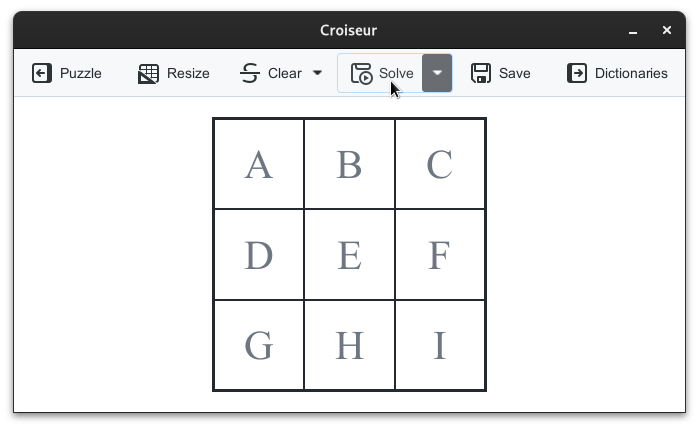 Croiseur
Puzzle Resize Clear Solve Save Dictionaries
A B C
D E F
G H I